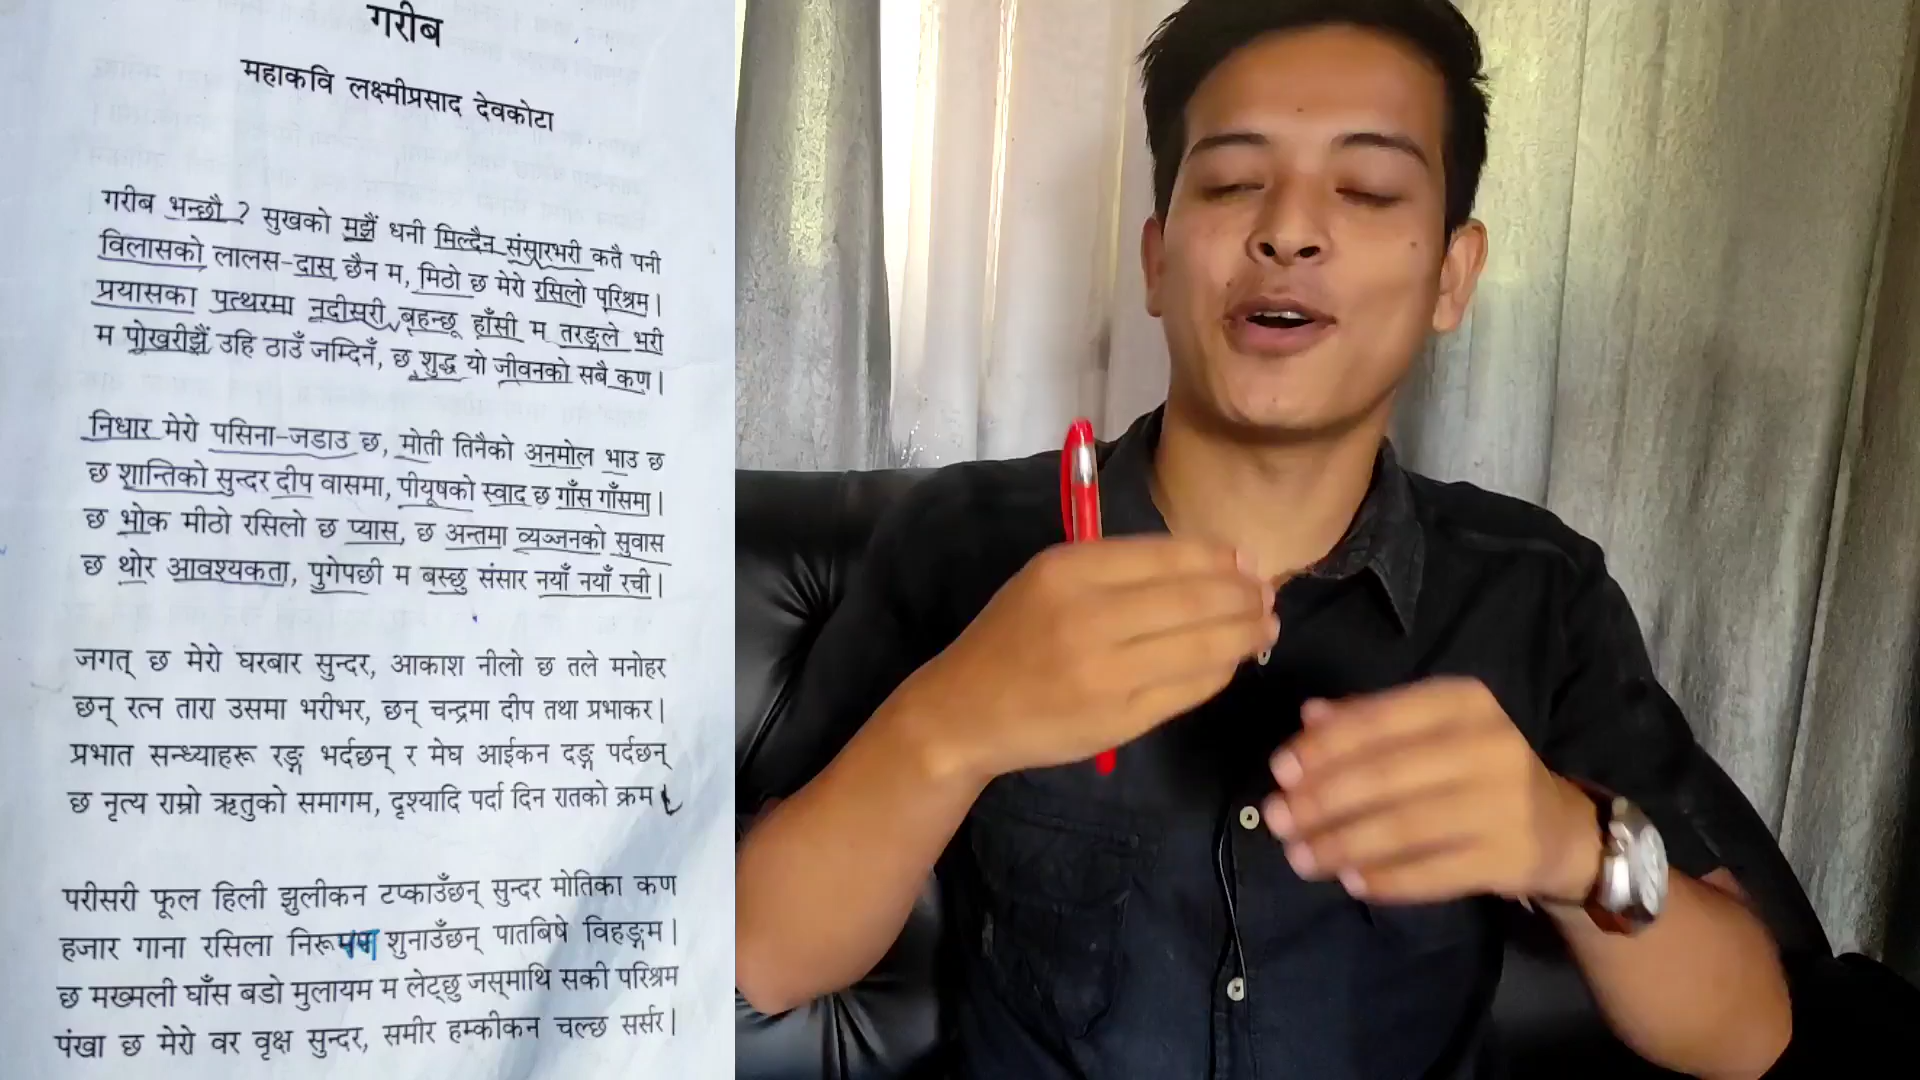 गरीब
महाकवि लक्ष्मीप्रसाद देवकोटा
गरीब भन्छौ ? सुखको मझैं धनी मिल्दैन संसारभरी कतै पनी
विलासको लालस-दास छैन म, मिठो छ मेरो रसिलो परिश्रम।
प्रयासका पत्थरमा नदीसरी बहन्छू हाँसी म तरङ्गले भरी
म पोखरीझैं उहि ठाउँ जम्दिनँ, छ शुद्ध यो जीवनको सबै कण।
निधार मेरो पसिना-जडाउ छ, मोती तिनैको अनमोल भाउ छ
छ शान्तिको सुन्दर दीप वासमा, पीयूषको स्वाद छ गाँस गाँसमा।
छ भोक मीठो रसिलो छ प्यास, छ अन्तमा व्यञ्जनको सुवास
छ थोर आवश्यकता, पुगेपछी म बस्छु संसार नयाँ नयाँ रची।
जगत् छ मेरो घरबार सुन्दर, आकाश नीलो छ तले मनोहर
छन् रत्न तारा उसमा भरीभर, छन् चन्द्रमा दीप तथा प्रभाकर।
प्रभात सन्ध्याहरू रङ्ग भर्दछन् र मेघ आईकन दङ्ग पर्दछन्
छ नृत्य राम्रो ऋतुको समागम, दृश्यादि पर्दा दिन रातको क्रम।
परीसरी फूल हिली झुलीकन टप्काउँछन् सुन्दर मोतिका कण
हजार गाना रसिला निरूपम शुनाउँछन् पातबिषे विहङ्गम।
छ मख्मली घाँस बडो मुलायम म लेट्छु जस्माथि सकी परिश्रम
पंखा छ मेरो वर वृक्ष सुन्दर, समीर हम्कीकन चल्छ सर्सर।